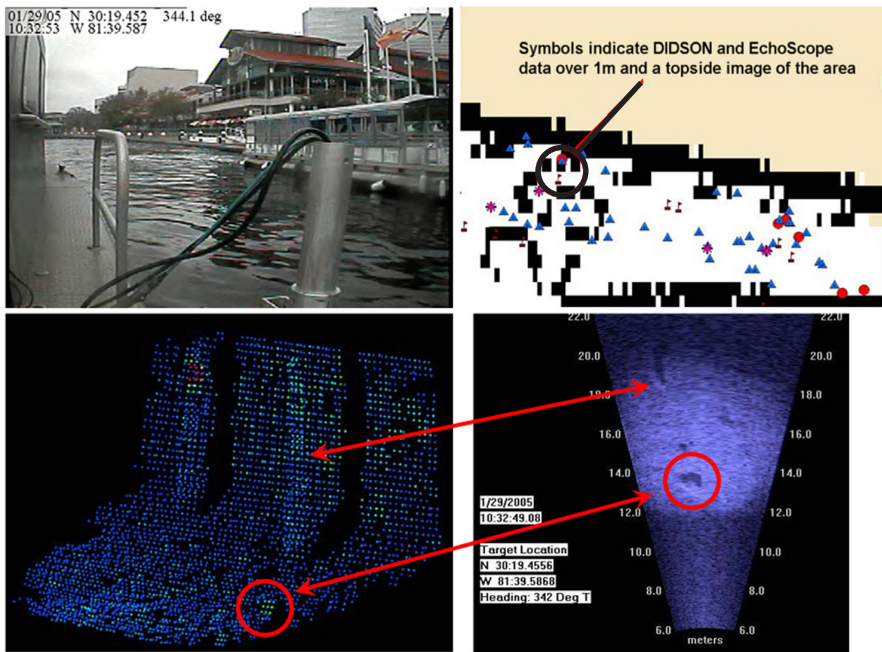 01/29/05 N 30:19.452 344.1 deg
10:32:53 W 81:39.587
Symbols indicate DIDSON and EchoScope
data over 1m and a topside image of the area
22.0
22.0
20.0
20.0
18.0
18.0
16.0
16.0
14.0
14.0
12.0
12.0
10.0
10.0
8.0
8.0
6.0
6.0
meters
1/29/2005
10:32:49.08
Target Location
N 30:19.4556
W 81:39.5868
Heading: 342 Deg T